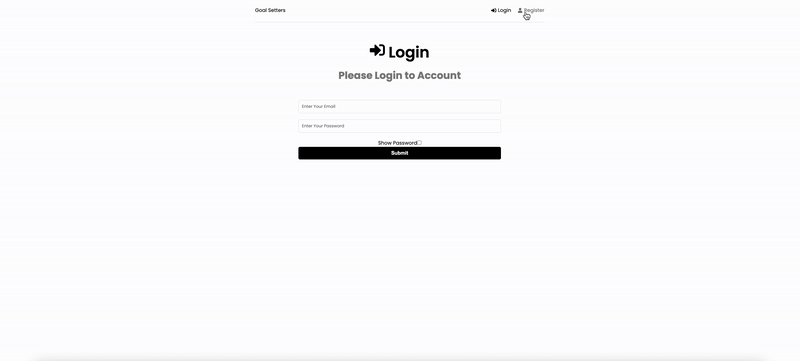 Goal Setters
Login
Register
Login
Please Login to Account
Enter Your Email
Enter Your Password
Show Password
Submit